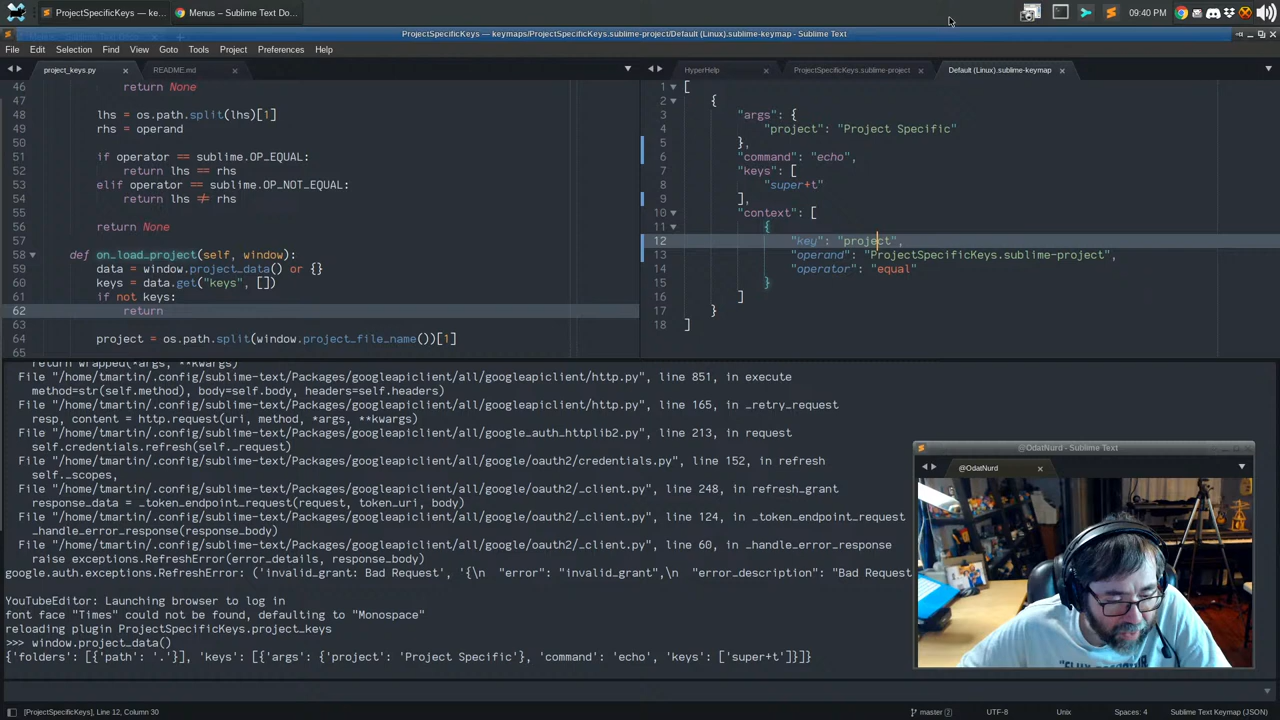 ProjectSpecificKeys — ke...
Menus – Sublime Text Do...
09:40 PM
ProjectSpecificKeys — keymaps/ProjectSpecificKeys.sublime-project/Default (Linux).sublime-keymap - Sublime Text
File Edit Selection Find View Goto Tools Project Preferences Help
project_keys.py
README.md
46 return None
47
48 lhs = os.path.split(lhs)[1]
49 rhs = operand
50
51 if operator == sublime.OP_EQUAL:
52 return lhs == rhs
53 elif operator == sublime.OP_NOT_EQUAL:
54 return lhs ≠ rhs
55
56 return None
57
58 def on_load_project(self, window):
59 data = window.project_data() or {}
60 keys = data.get("keys", [])
61 if not keys:
62 return
63
64 project = os.path.split(window.project_file_name())[1]
65
HyperHelp
ProjectSpecificKeys.sublime-project
Default (Linux).sublime-keymap
1 [
2 {
3 "args": {
4 "project": "Project Specific"
5 },
6 "command": "echo",
7 "keys": [
8 "super+t"
9 ],
10 "context": [
11 {
12 "key": "project",
13 "operand": "ProjectSpecificKeys.sublime-project",
14 "operator": "equal"
15 }
16 ]
17 }
18 ]
return wrapped(*args, **kwargs)
File "/home/tmartin/.config/sublime-text/Packages/googleapiclient/all/googleapiclient/http.py", line 851, in execute
method=str(self.method), body=self.body, headers=self.headers)
File "/home/tmartin/.config/sublime-text/Packages/googleapiclient/all/googleapiclient/http.py", line 165, in _retry_request
resp, content = http.request(uri, method, *args, **kwargs)
File "/home/tmartin/.config/sublime-text/Packages/googleapiclient/all/google_auth_httplib2.py", line 213, in request
self.credentials.refresh(self._request)
File "/home/tmartin/.config/sublime-text/Packages/googleapiclient/all/google/oauth2/credentials.py", line 152, in refresh
self._scopes,
File "/home/tmartin/.config/sublime-text/Packages/googleapiclient/all/google/oauth2/_client.py", line 248, in refresh_grant
response_data = _token_endpoint_request(request, token_uri, body)
File "/home/tmartin/.config/sublime-text/Packages/googleapiclient/all/google/oauth2/_client.py", line 124, in _token_endpoint_request
_handle_error_response(response_body)
File "/home/tmartin/.config/sublime-text/Packages/googleapiclient/all/google/oauth2/_client.py", line 60, in _handle_error_response
raise exceptions.RefreshError(error_details, response_body)
google.auth.exceptions.RefreshError: ('invalid_grant: Bad Request', '{\n "error": "invalid_grant",\n "error_description": "Bad Request
YouTubeEditor: Launching browser to log in
font face "Times" could not be found, defaulting to "Monospace"
reloading plugin ProjectSpecificKeys.project_keys
>>> window.project_data()
{'folders': [{'path': '.'}], 'keys': [{'args': {'project': 'Project Specific'}, 'command': 'echo', 'keys': ['super+t']}]}
@OdatNurd - Sublime Text
@OdatNurd
[ProjectSpecificKeys], Line 12, Column 30
master 2
UTF-8
Unix
Spaces: 4
Sublime Text Keymap (JSON)